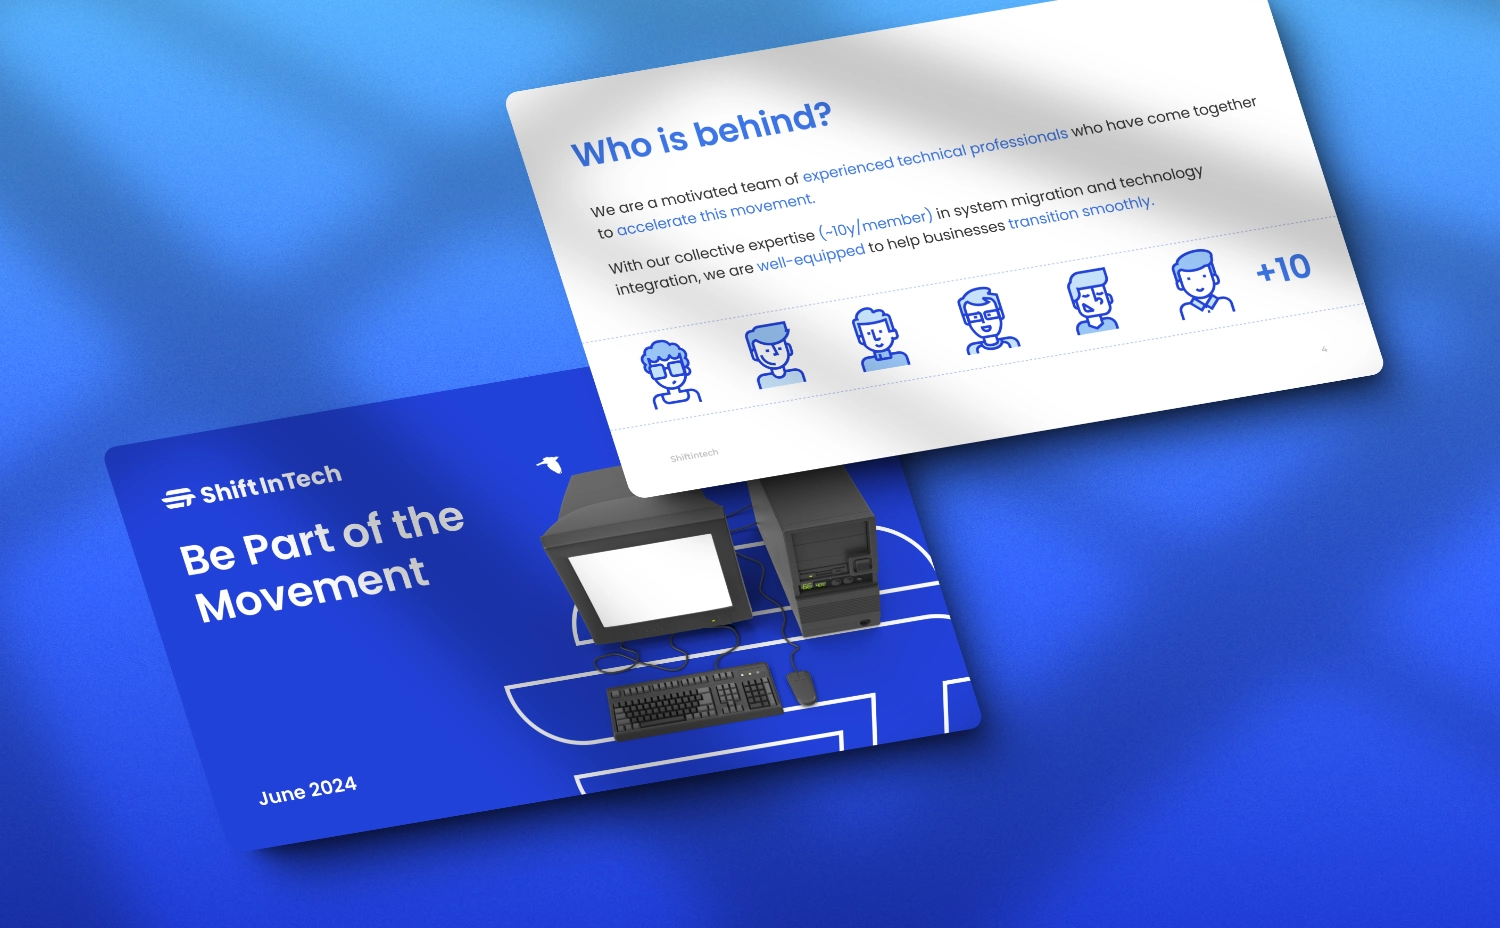 Who is behind?
We are a motivated team of experienced technical professionals who have come together
to accelerate this movement.
With our collective expertise (~10y/member) in system migration and technology
integration, we are well-equipped to help businesses transition smoothly.
+10
Shiftintech
4
ShiftInTech
Be Part of the
Movement
June 2024